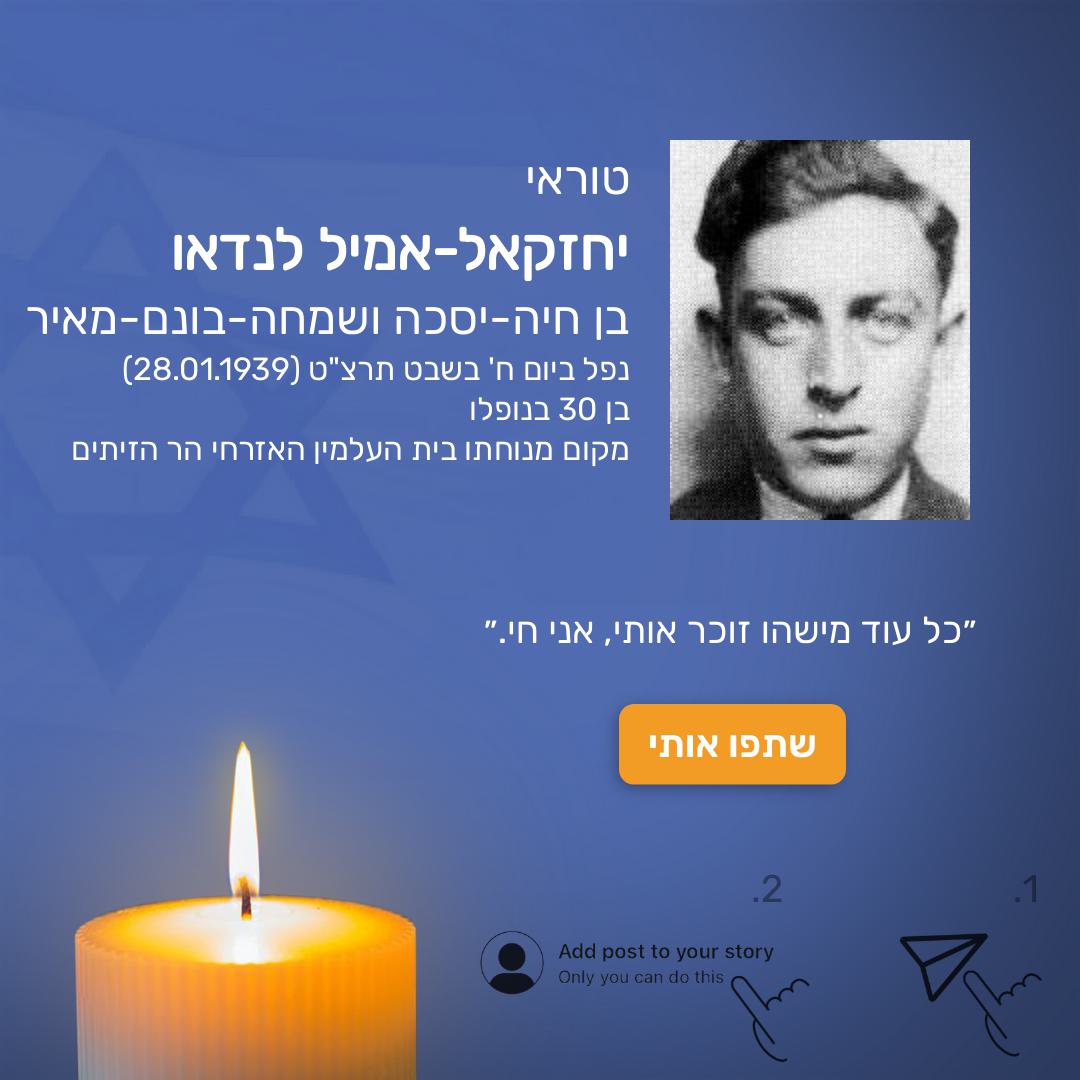 טוראי
יחזקאל-אמיל לנדאו
בן חיה-יסכה ושמחה-בונם-מאיר
נפל ביום ח' בשבט תרצ"ט (28.01.1939)
בן 30 בנופלו
מקום מנוחתו בית העלמין האזרחי הר הזיתים
״כל עוד מישהו זוכר אותי, אני חי.״
שתפו אותי
.1
.2
Add post to your story
Only you can do this